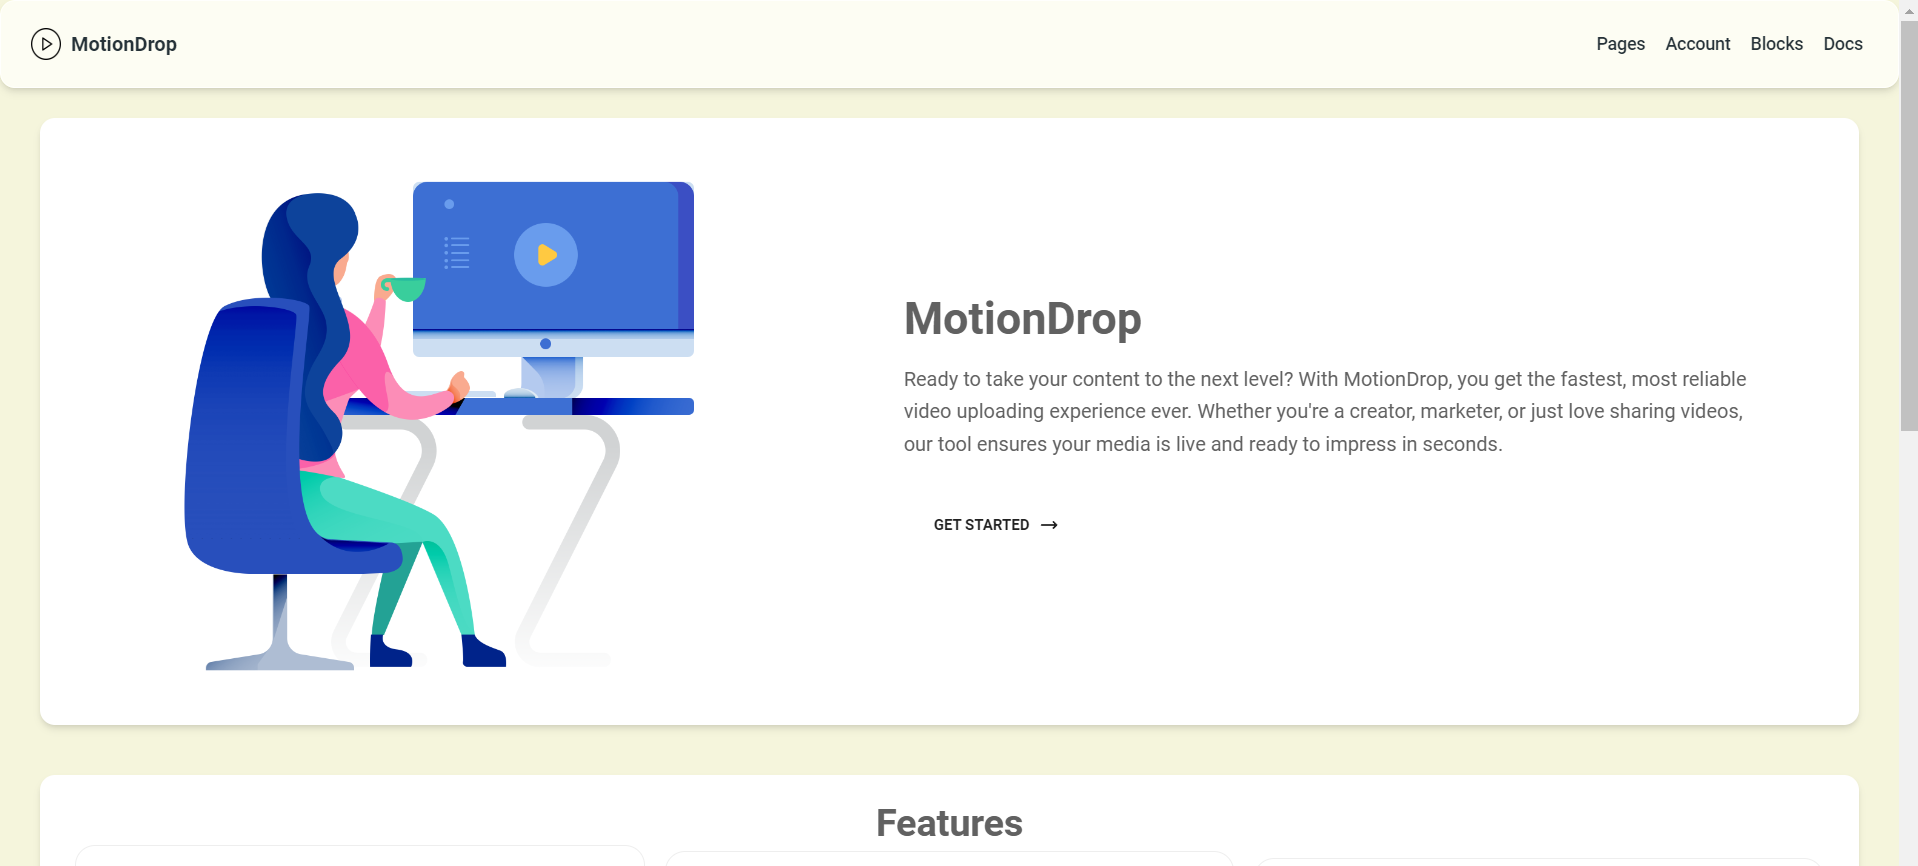 MotionDrop
Pages Account Blocks Docs
MotionDrop
Ready to take your content to the next level? With MotionDrop, you get the fastest, most reliable
video uploading experience ever. Whether you're a creator, marketer, or just love sharing videos,
our tool ensures your media is live and ready to impress in seconds.
GET STARTED
Features